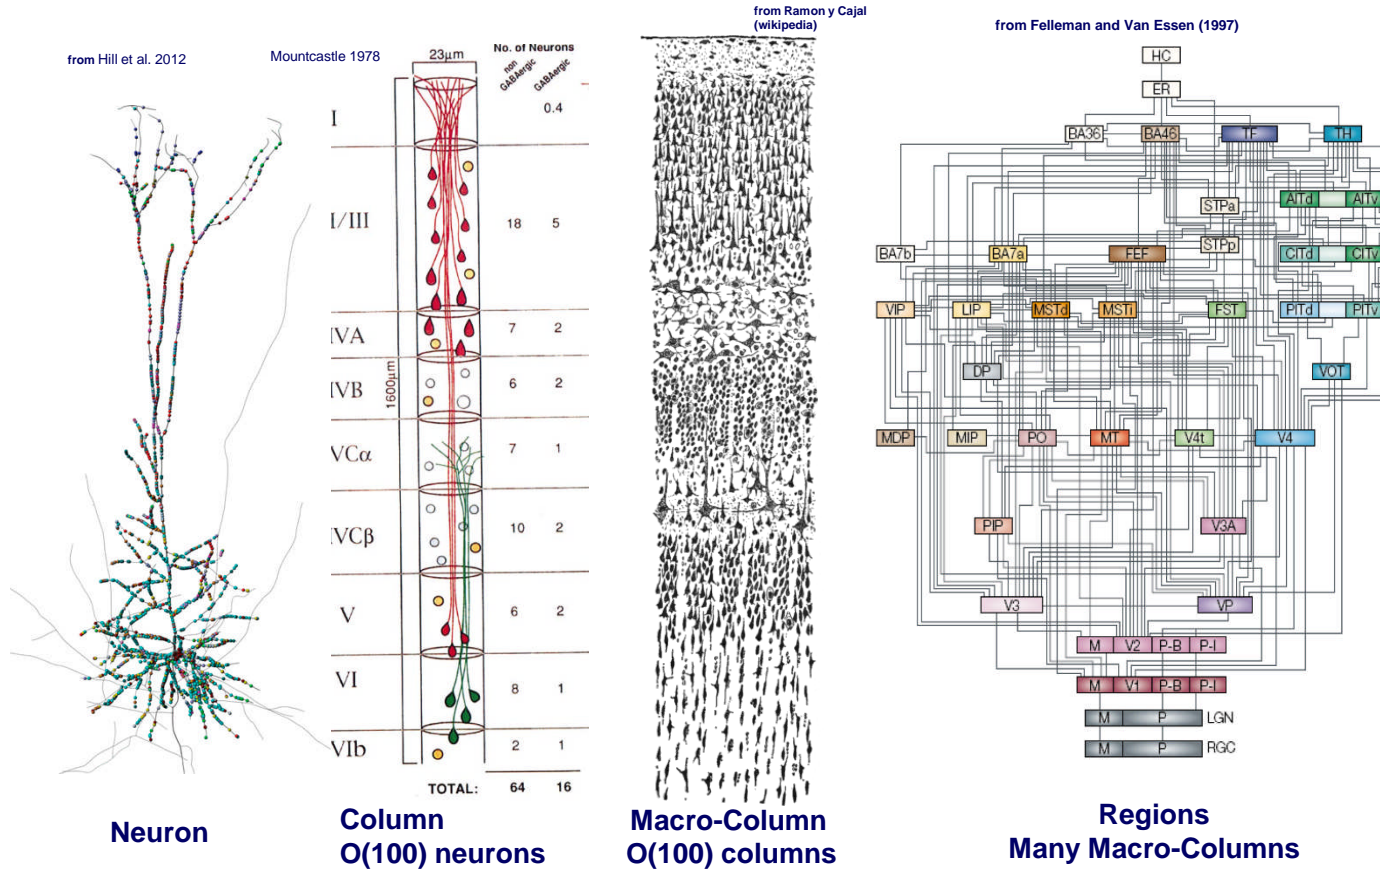 from Hill et al. 2012
Mountcastle 1978
23µm
No. of Neurons
non
GABAergic
GABAergic
I
0.4
I/III
18
5
IVA
7
2
IVB
6
2
1600µm
VCα
7
1
IVCβ
10
2
V
6
2
VI
8
1
VIb
2
1
TOTAL:
64
16
from Ramon y Cajal
(wikipedia)
from Felleman and Van Essen (1997)
HC
ER
BA36
BA46
TF
TH
STPa
AITd
AITv
BA7b
BA7a
FEF
STPp
CITd
CITv
VIP
LIP
MSTd
MSTi
FST
PITd
PITv
DP
VOT
MDP
MIP
PO
MT
V4t
V4
PIP
V3A
V3
VP
M V2 P-B P-I
M V1 P-B P-I
M P LGN
M P RGC
Neuron
Column
O(100) neurons
Macro-Column
O(100) columns
Regions
Many Macro-Columns